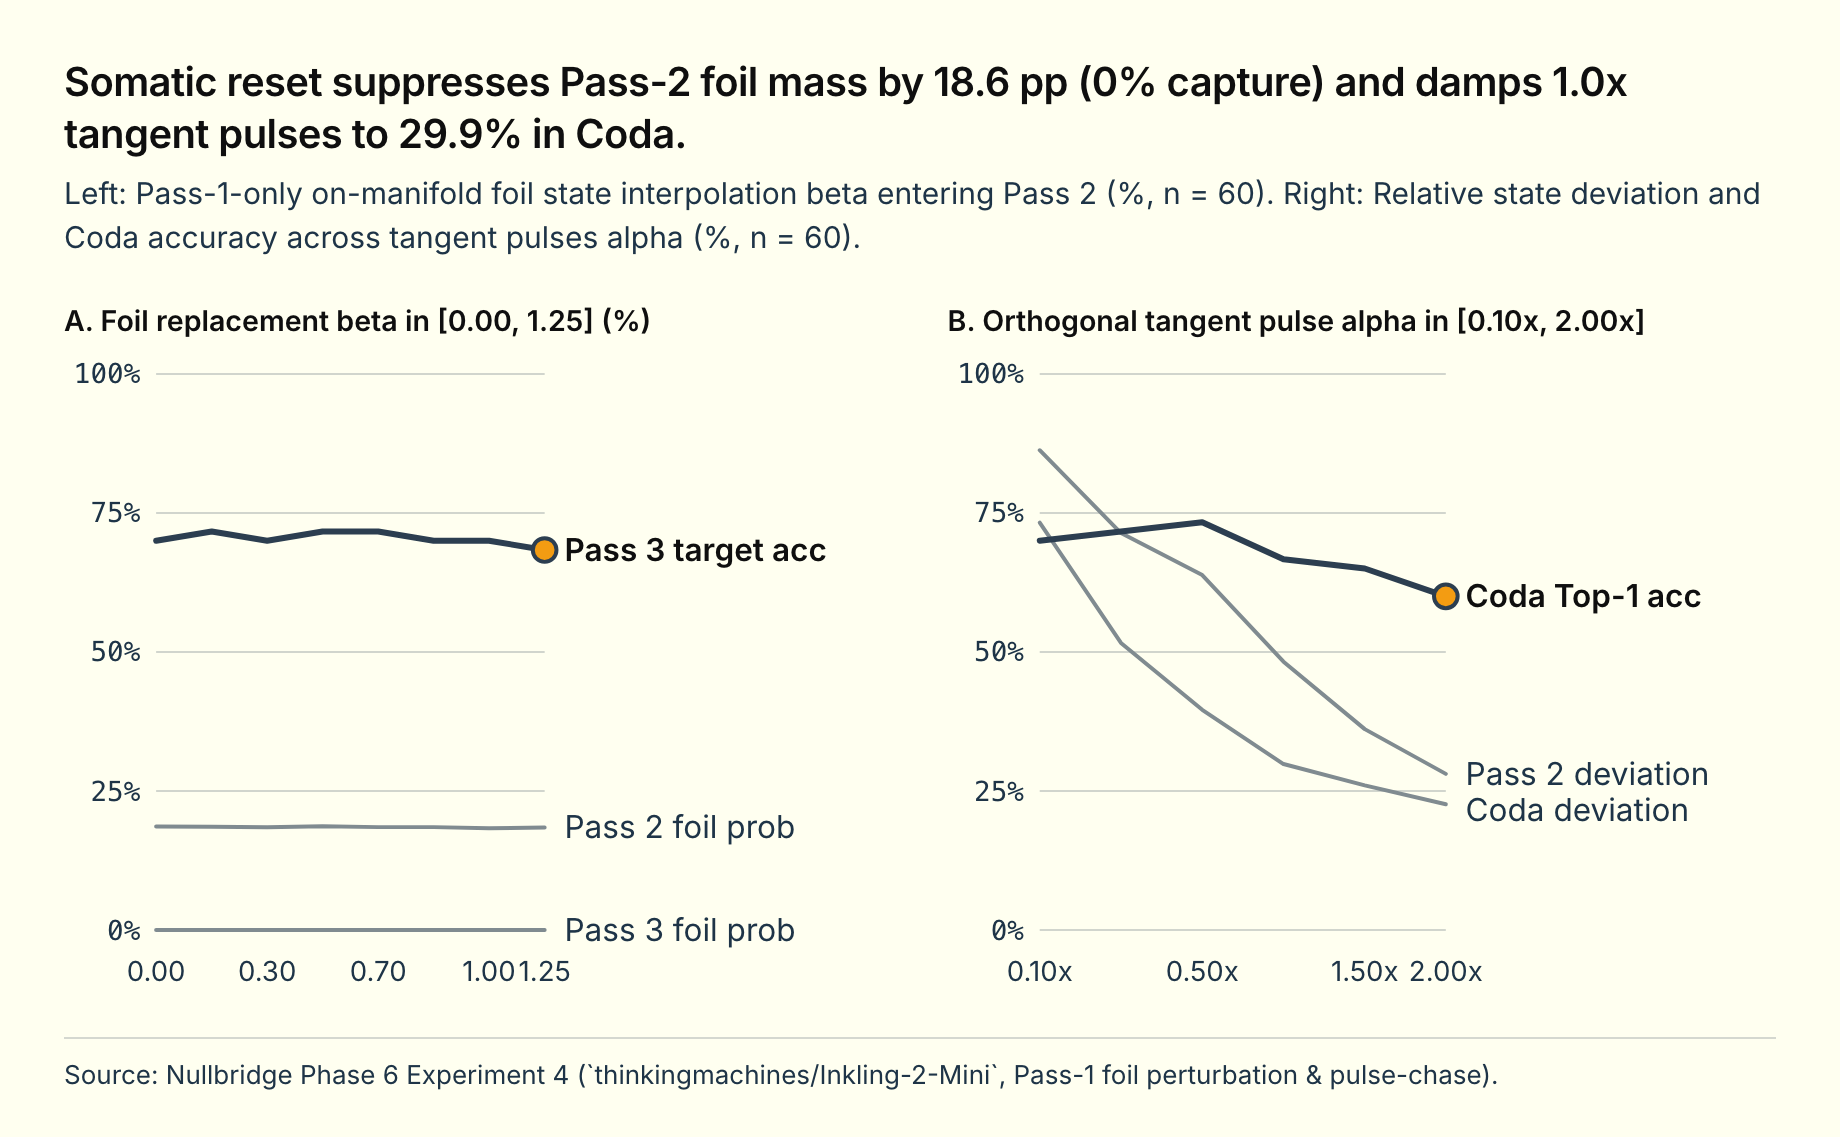 Somatic reset suppresses Pass-2 foil mass by 18.6 pp (0% capture) and damps 1.0x
tangent pulses to 29.9% in Coda.
Left: Pass-1-only on-manifold foil state interpolation beta entering Pass 2 (%, n = 60). Right: Relative state deviation and
Coda accuracy across tangent pulses alpha (%, n = 60).
A. Foil replacement beta in [0.00, 1.25] (%)
100%
75%
50%
25%
0%
Pass 3 target acc
Pass 2 foil prob
Pass 3 foil prob
0.00 0.30 0.70 1.00 1.25
B. Orthogonal tangent pulse alpha in [0.10x, 2.00x]
100%
75%
50%
25%
0%
Coda Top-1 acc
Pass 2 deviation
Coda deviation
0.10x 0.50x 1.50x 2.00x
Source: Nullbridge Phase 6 Experiment 4 (`thinkingmachines/Inkling-2-Mini`, Pass-1 foil perturbation & pulse-chase).